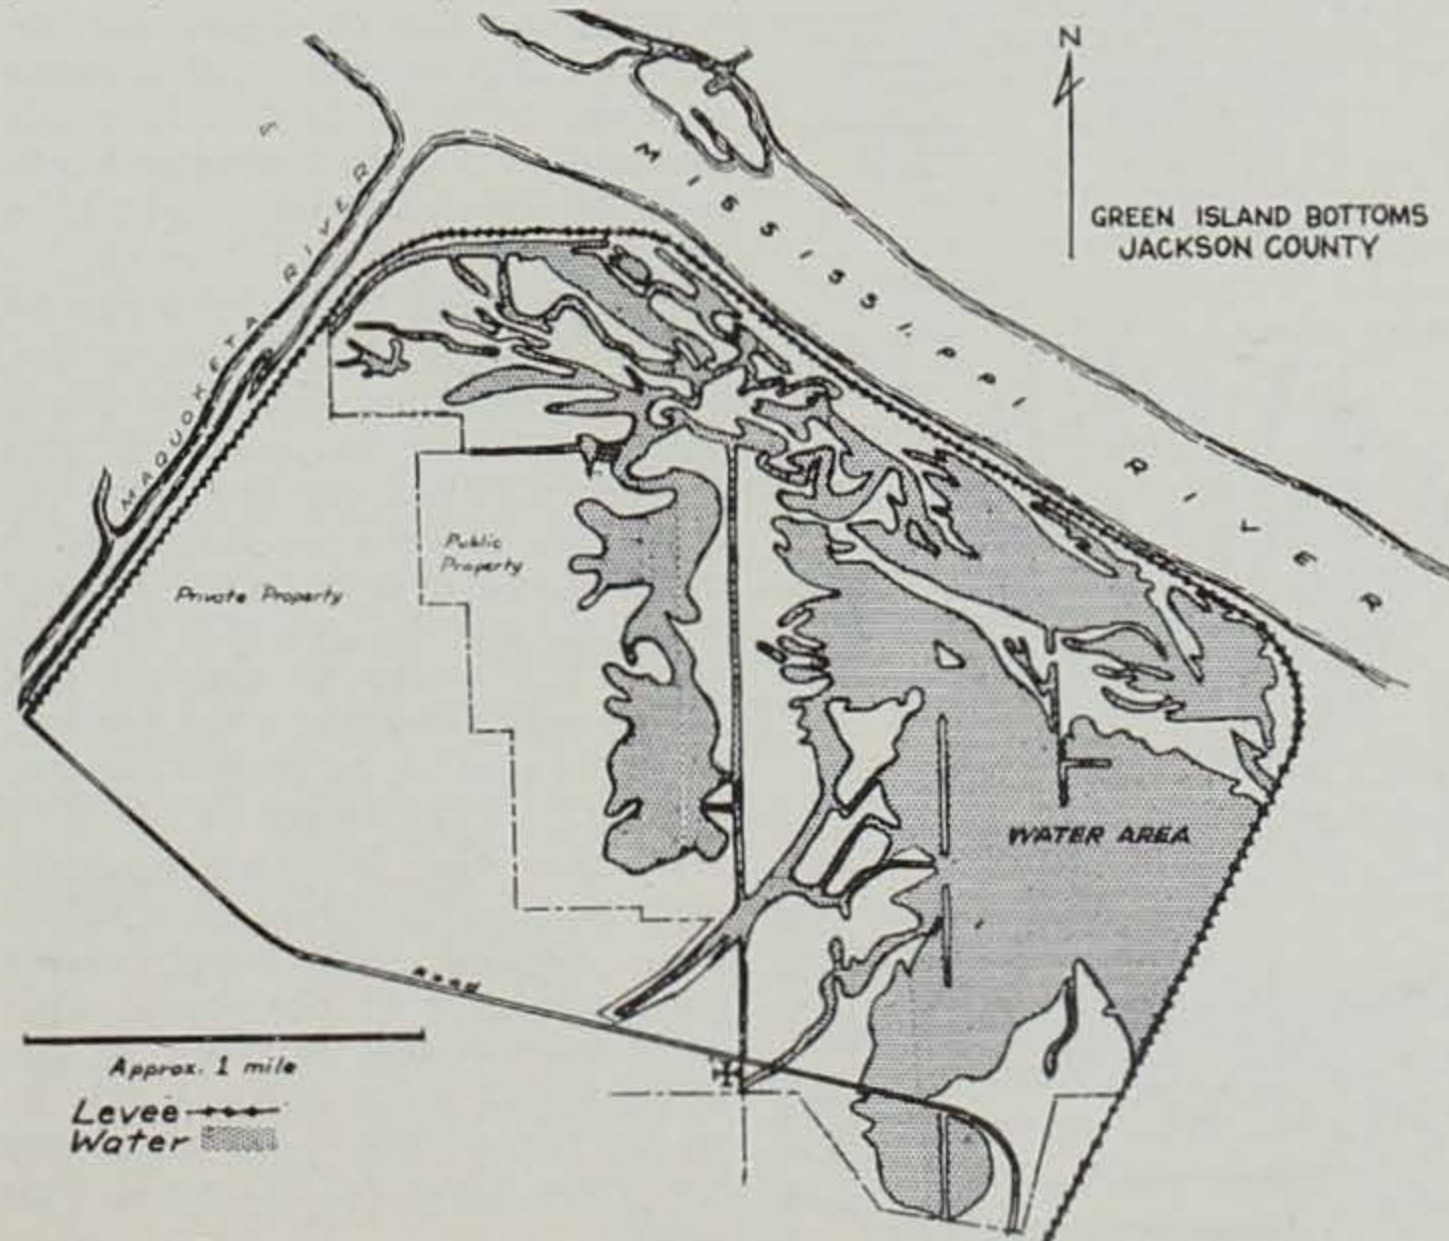 N
GREEN ISLAND BOTTOMS
JACKSON COUNTY
MISSISSIPPI RIVER
MAQUOKETA RIVER
Public
Property
Private Property
WATER AREA
ROAD
Approx. 1 mile
Levee
Water